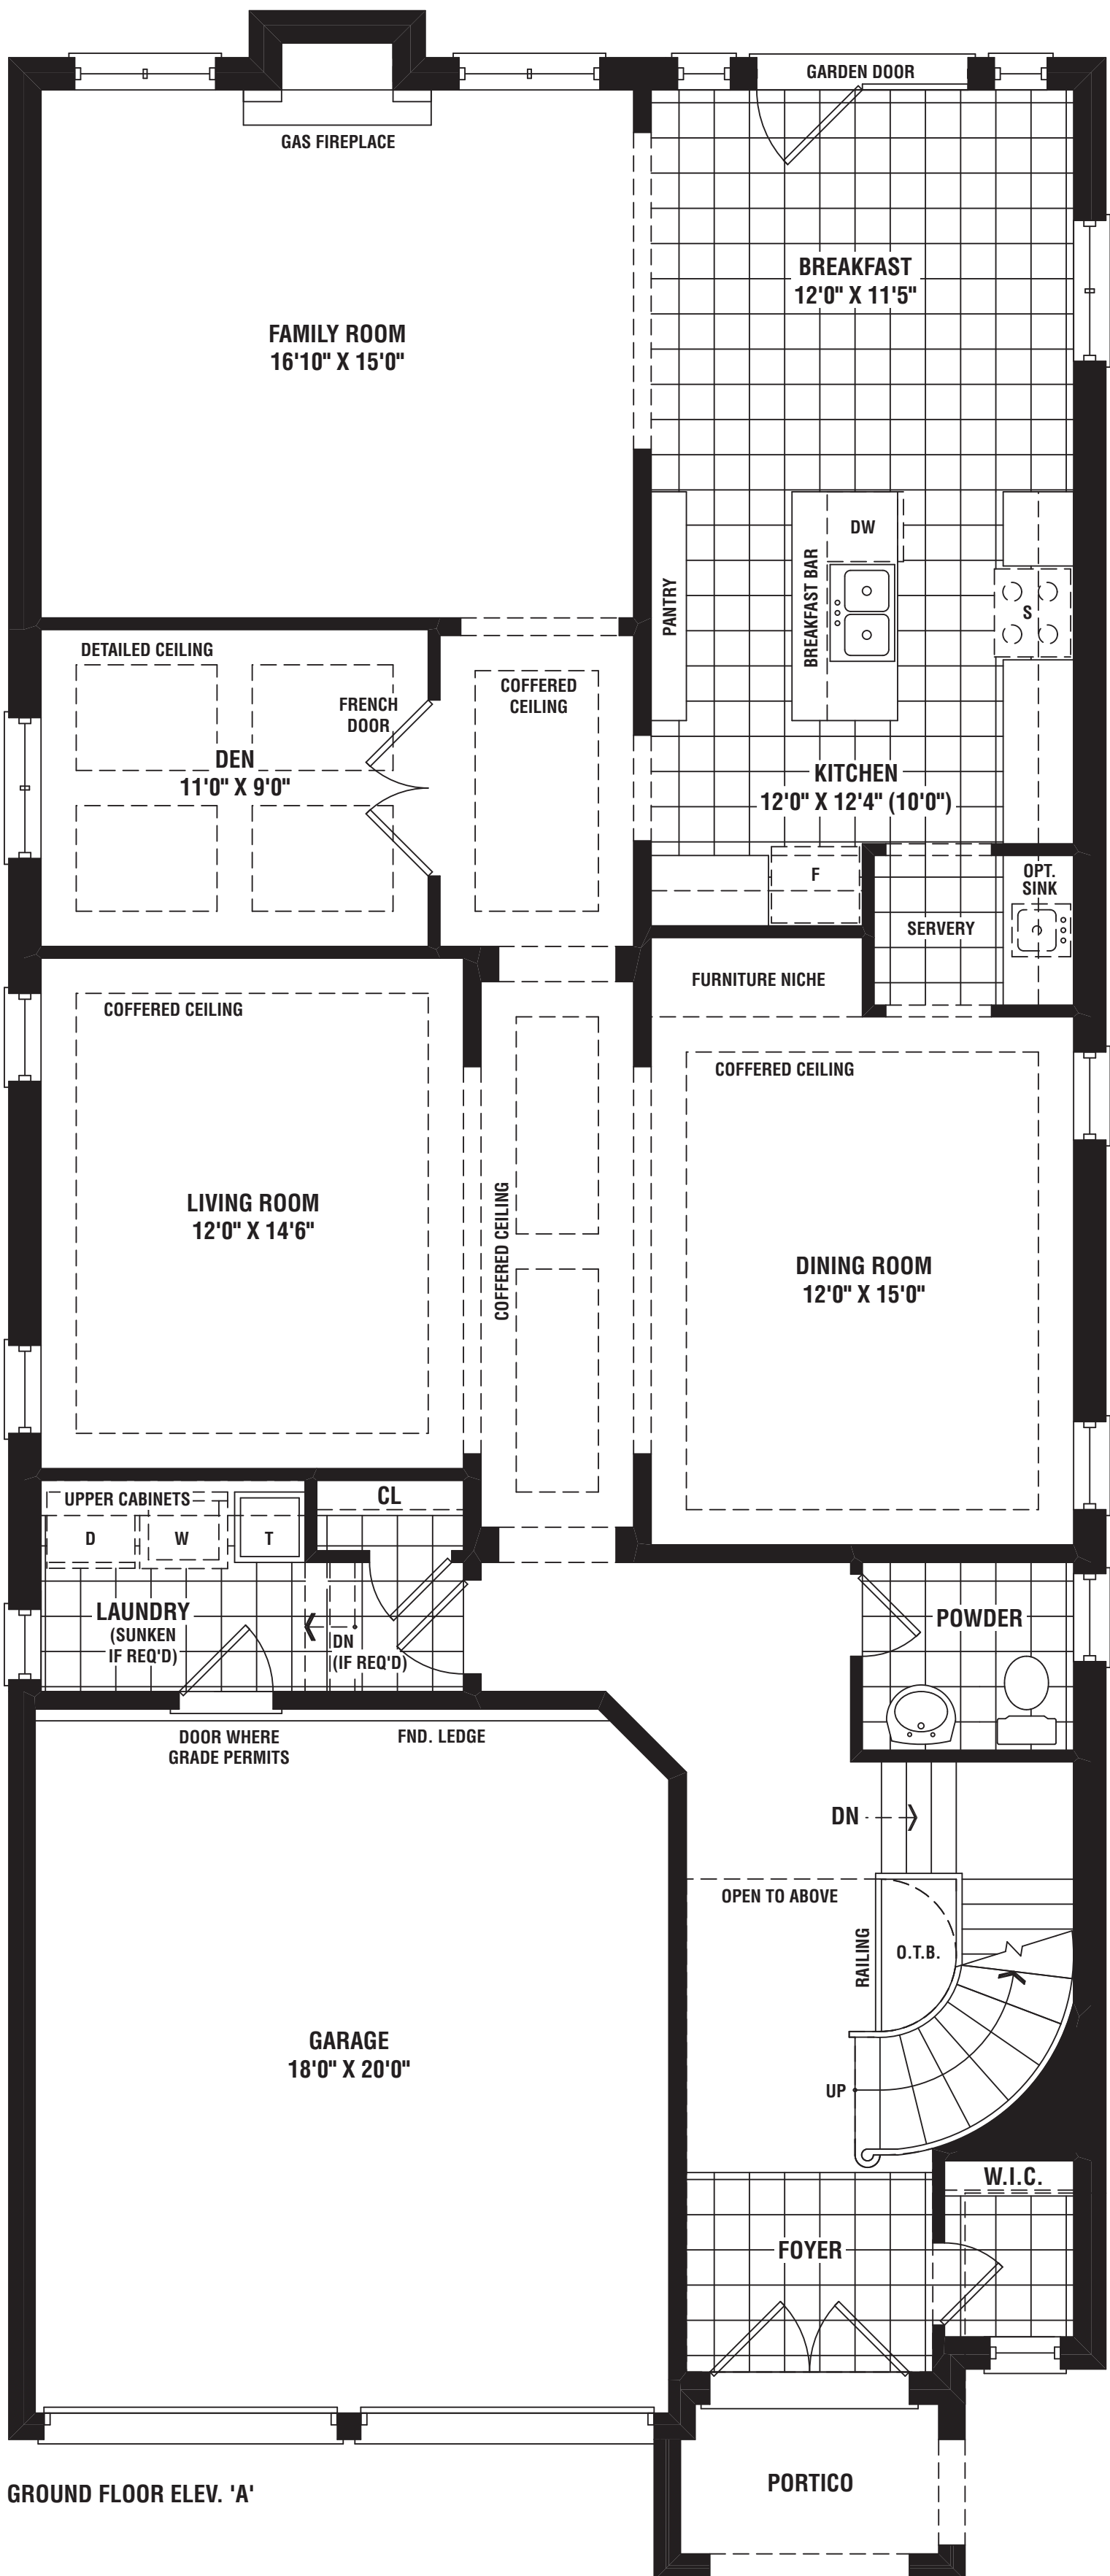 GARDEN DOOR
GAS FIREPLACE
BREAKFAST
12'0" X 11'5"
FAMILY ROOM
16'10" X 15'0"
DW
BREAKFAST BAR
PANTRY
S
DETAILED CEILING
FRENCH
DOOR
COFFERED
CEILING
DEN
11'0" X 9'0"
KITCHEN
12'0" X 12'4" (10'0")
F
OPT.
SINK
SERVERY
FURNITURE NICHE
COFFERED CEILING
COFFERED CEILING
LIVING ROOM
12'0" X 14'6"
COFFERED CEILING
DINING ROOM
12'0" X 15'0"
UPPER CABINETS
CL
D
W
T
LAUNDRY
(SUNKEN
IF REQ'D)
DN
(IF REQ'D)
POWDER
DOOR WHERE
GRADE PERMITS
FND. LEDGE
DN
OPEN TO ABOVE
RAILING
O.T.B.
GARAGE
18'0" X 20'0"
UP
W.I.C.
FOYER
PORTICO
GROUND FLOOR ELEV. 'A'